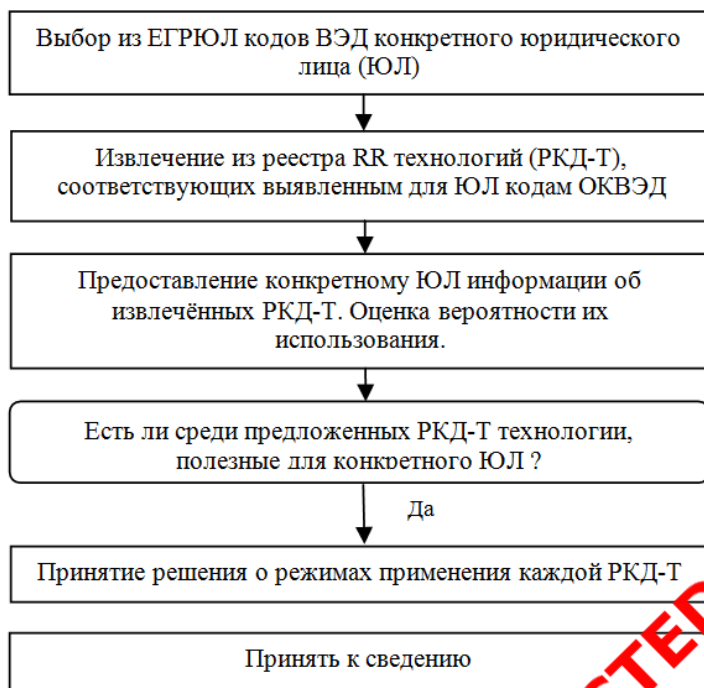 Выбор из ЕГРЮЛ кодов ВЭД конкретного юридического
лица (ЮЛ)
Извлечение из реестра RR технологий (РКД-Т),
соответствующих выявленным для ЮЛ кодам ОКВЭД
Предоставление конкретному ЮЛ информации об
извлечённых РКД-Т. Оценка вероятности их
использования.
Есть ли среди предложенных РКД-Т технологии,
полезные для конкретного ЮЛ ?
Да
Принятие решения о режимах применения каждой РКД-Т
Принять к сведению
STED